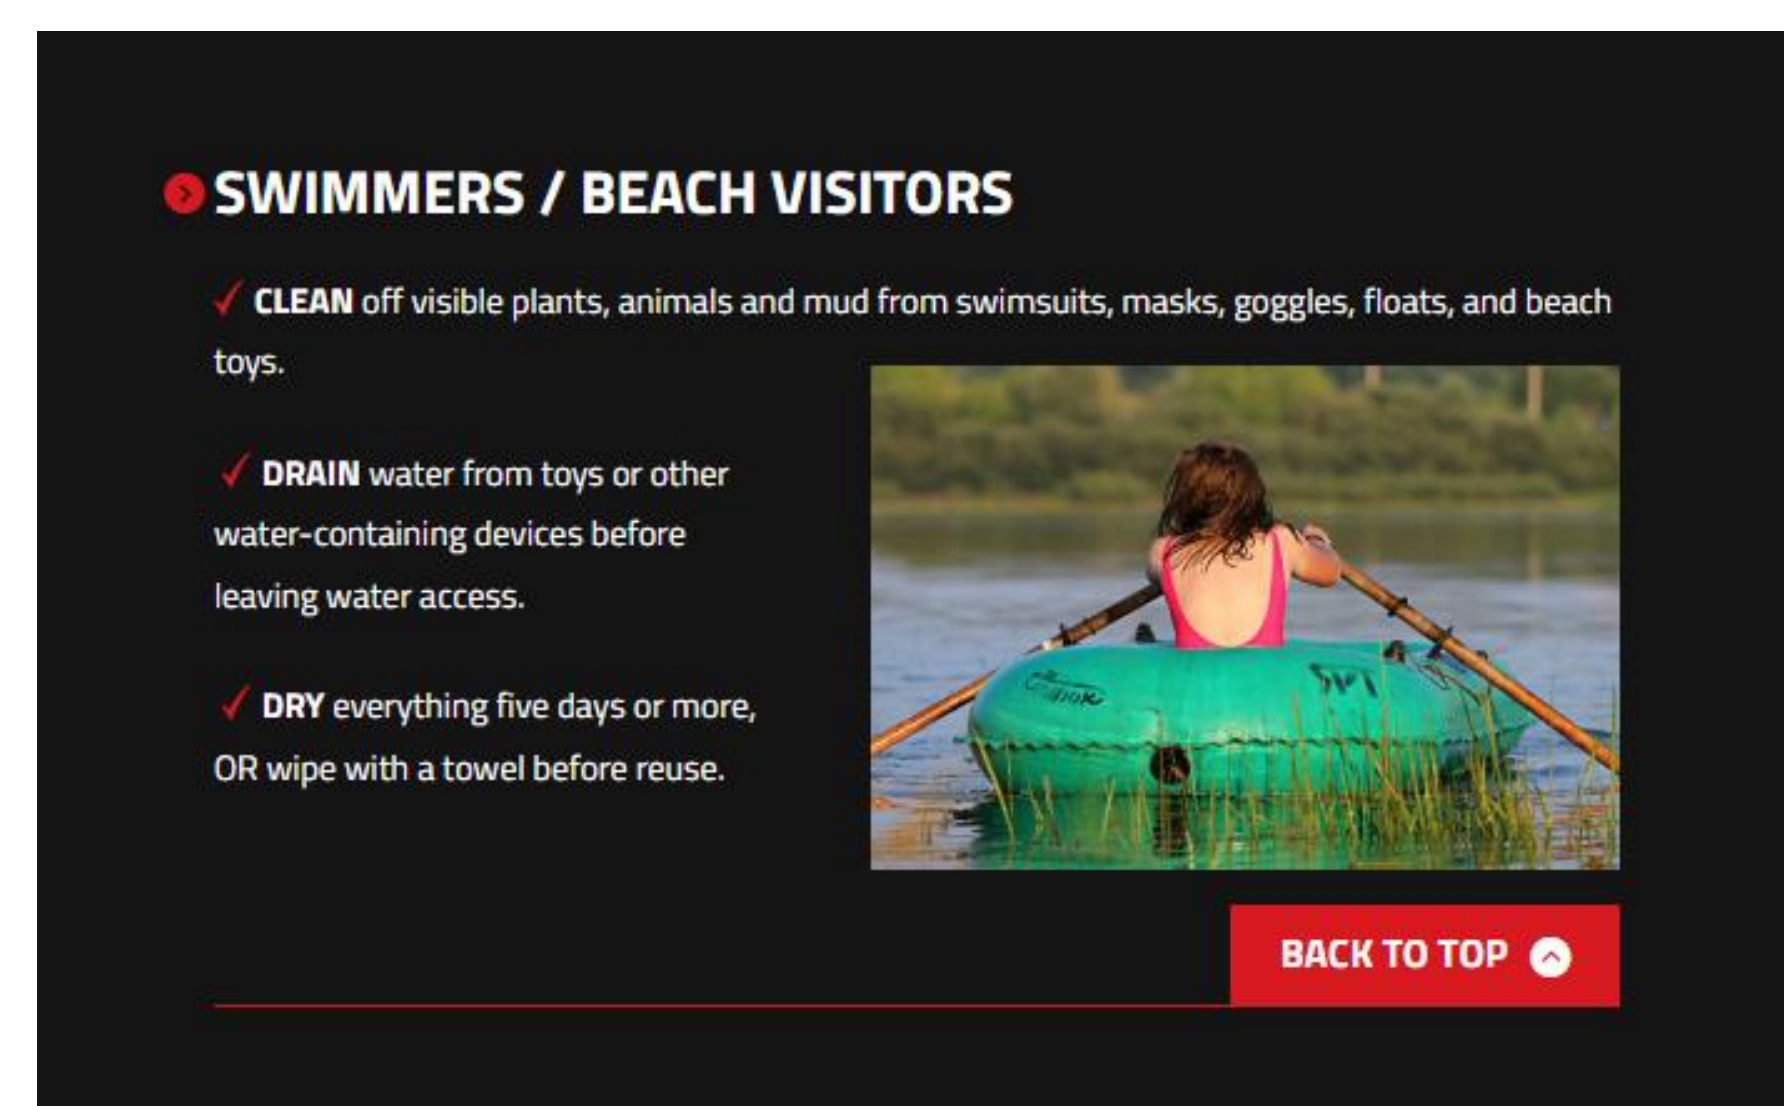 SWIMMERS / BEACH VISITORS
CLEAN off visible plants, animals and mud from swimsuits, masks, goggles, floats, and beach
toys.
DRAIN water from toys or other
water-containing devices before
leaving water access.
DRY everything five days or more,
OR wipe with a towel before reuse.
BACK TO TOP